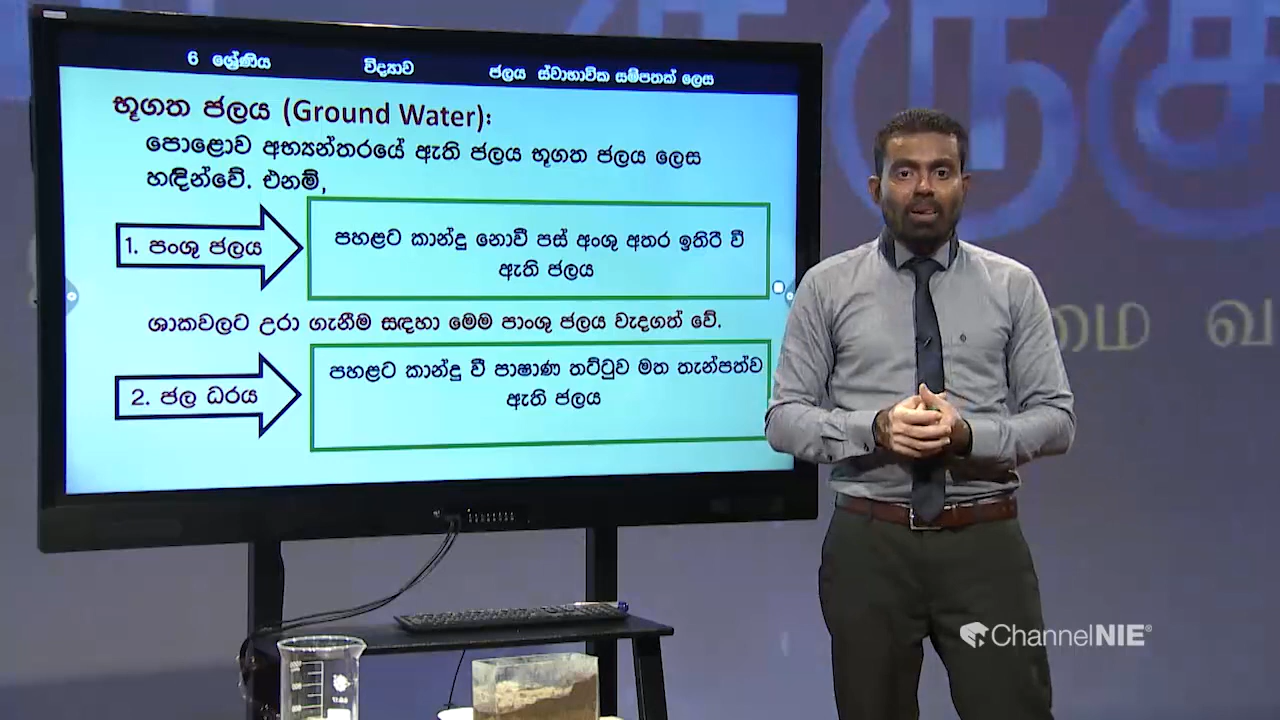 6 ශ්‍රේණිය විද්‍යාව ජලය ස්වාභාවික සම්පතක් ලෙස
භූගත ජලය (Ground Water):
පොළොව අභ්‍යන්තරයේ ඇති ජලය භූගත ජලය ලෙස
හඳින්වේ. එනම්,
1. පංශු ජලය
පහළට කාන්දු නොවී පස් අංශු අතර ඉතිරී වී
ඇති ජලය
ශාකවලට උරා ගැනීම සඳහා මෙම පාංශු ජලය වැදගත් වේ.
2. ජල ධරය
පහළට කාන්දු වී පාෂාණ තට්ටුව මත තැන්පත්ව
ඇති ජලය
ChannelNIE®